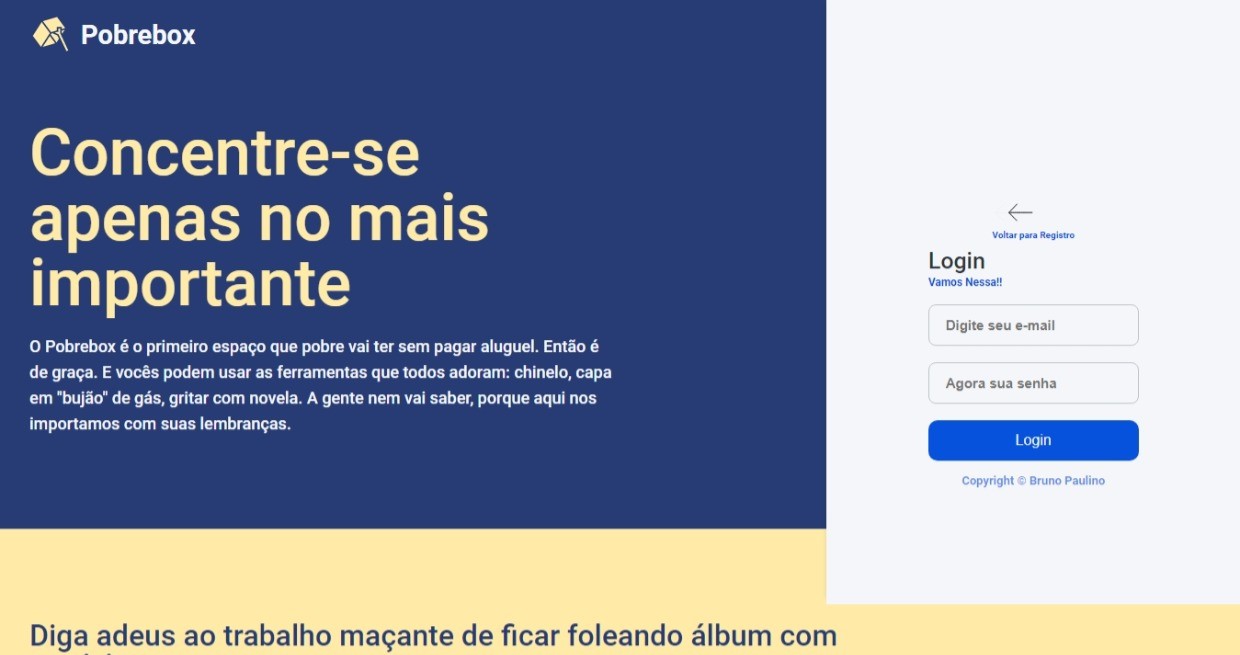 Pobrebox
Concentre-se
apenas no mais
importante
O Pobrebox é o primeiro espaço que pobre vai ter sem pagar aluguel. Então é
de graça. E vocês podem usar as ferramentas que todos adoram: chinelo, capa
em "bujão" de gás, gritar com novela. A gente nem vai saber, porque aqui nos
importamos com suas lembranças.
Voltar para Registro
Login
Vamos Nessa!!
Digite seu e-mail
Agora sua senha
Login
Copyright © Bruno Paulino
Diga adeus ao trabalho maçante de ficar foleando álbum com